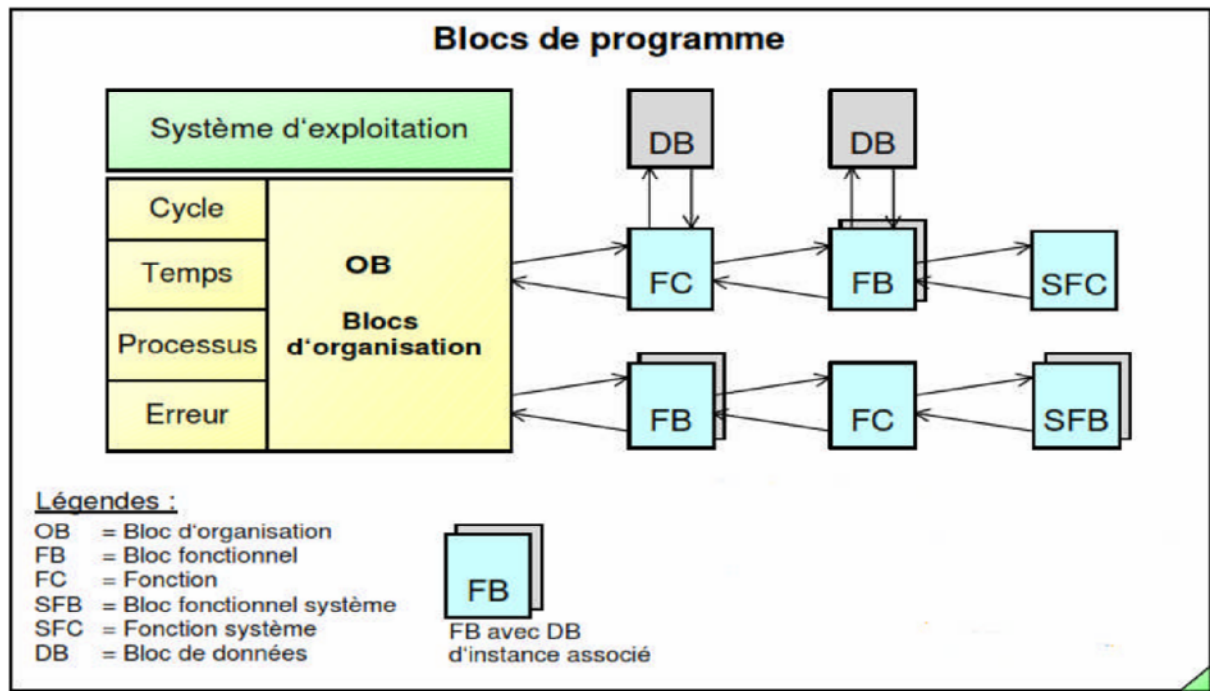 Blocs de programme
Système d'exploitation
DB
DB
Cycle
Temps
Processus
Erreur
OB
Blocs
d'organisation
FC
FB
SFC
FB
FC
SFB
Légendes :
OB = Bloc d'organisation
FB = Bloc fonctionnel
FC = Fonction
SFB = Bloc fonctionnel système
SFC = Fonction système
DB = Bloc de données
FB
FB avec DB
d'instance associé